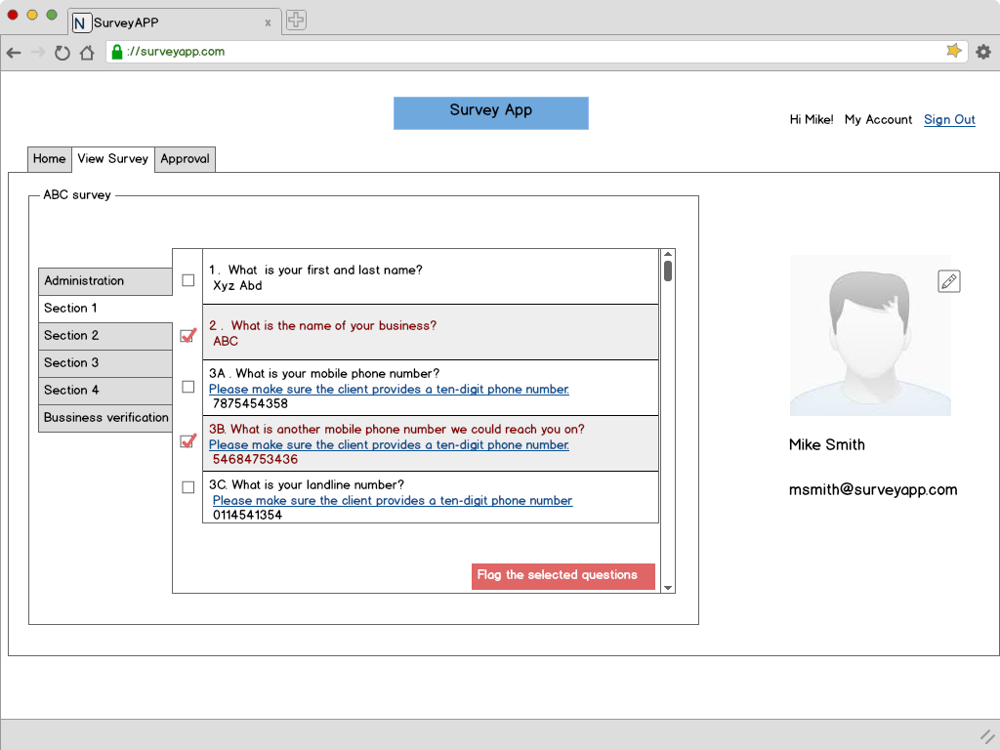 N SurveyAPP x
://surveyapp.com
Survey App
Hi Mike! My Account Sign Out
Home View Survey Approval
ABC survey
Administration
Section 1
Section 2
Section 3
Section 4
Bussiness verification
1 . What is your first and last name?
Xyz Abd
2 . What is the name of your business?
ABC
3A . What is your mobile phone number?
Please make sure the client provides a ten-digit phone number.
7875454358
3B. What is another mobile phone number we could reach you on?
Please make sure the client provides a ten-digit phone number.
54684753436
3C. What is your landline number?
Please make sure the client provides a ten-digit phone number
0114541354
Flag the selected questions
Mike Smith
msmith@surveyapp.com